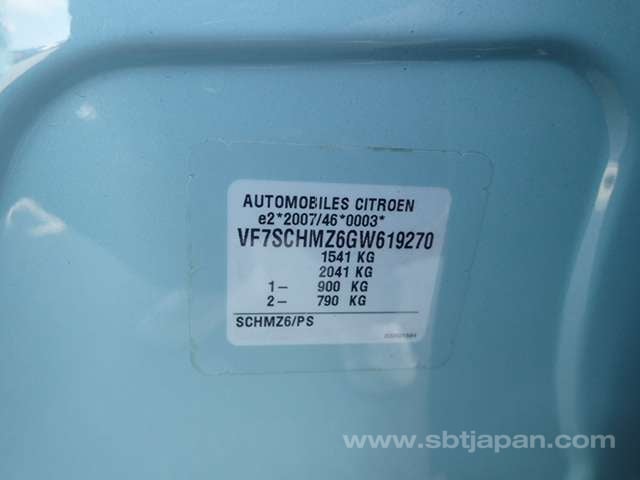 AUTOMOBILES CITROEN
e2*2007/46*0003*
VF7SCHMZ6GW619270
1541 KG
2041 KG
1- 900 KG
2- 790 KG
SCHMZ6/PS
www.sbtjapan.com